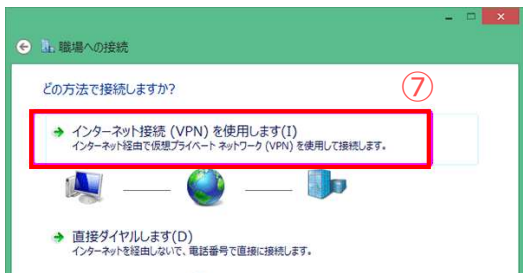 職場への接続
どの方法で接続しますか?
⑦
インターネット接続 (VPN) を使用します(I)
インターネット経由で仮想プライベート ネットワーク (VPN) を使用して接続します。
直接ダイヤルします(D)
インターネットを経由しないで、電話番号で直接に接続します。